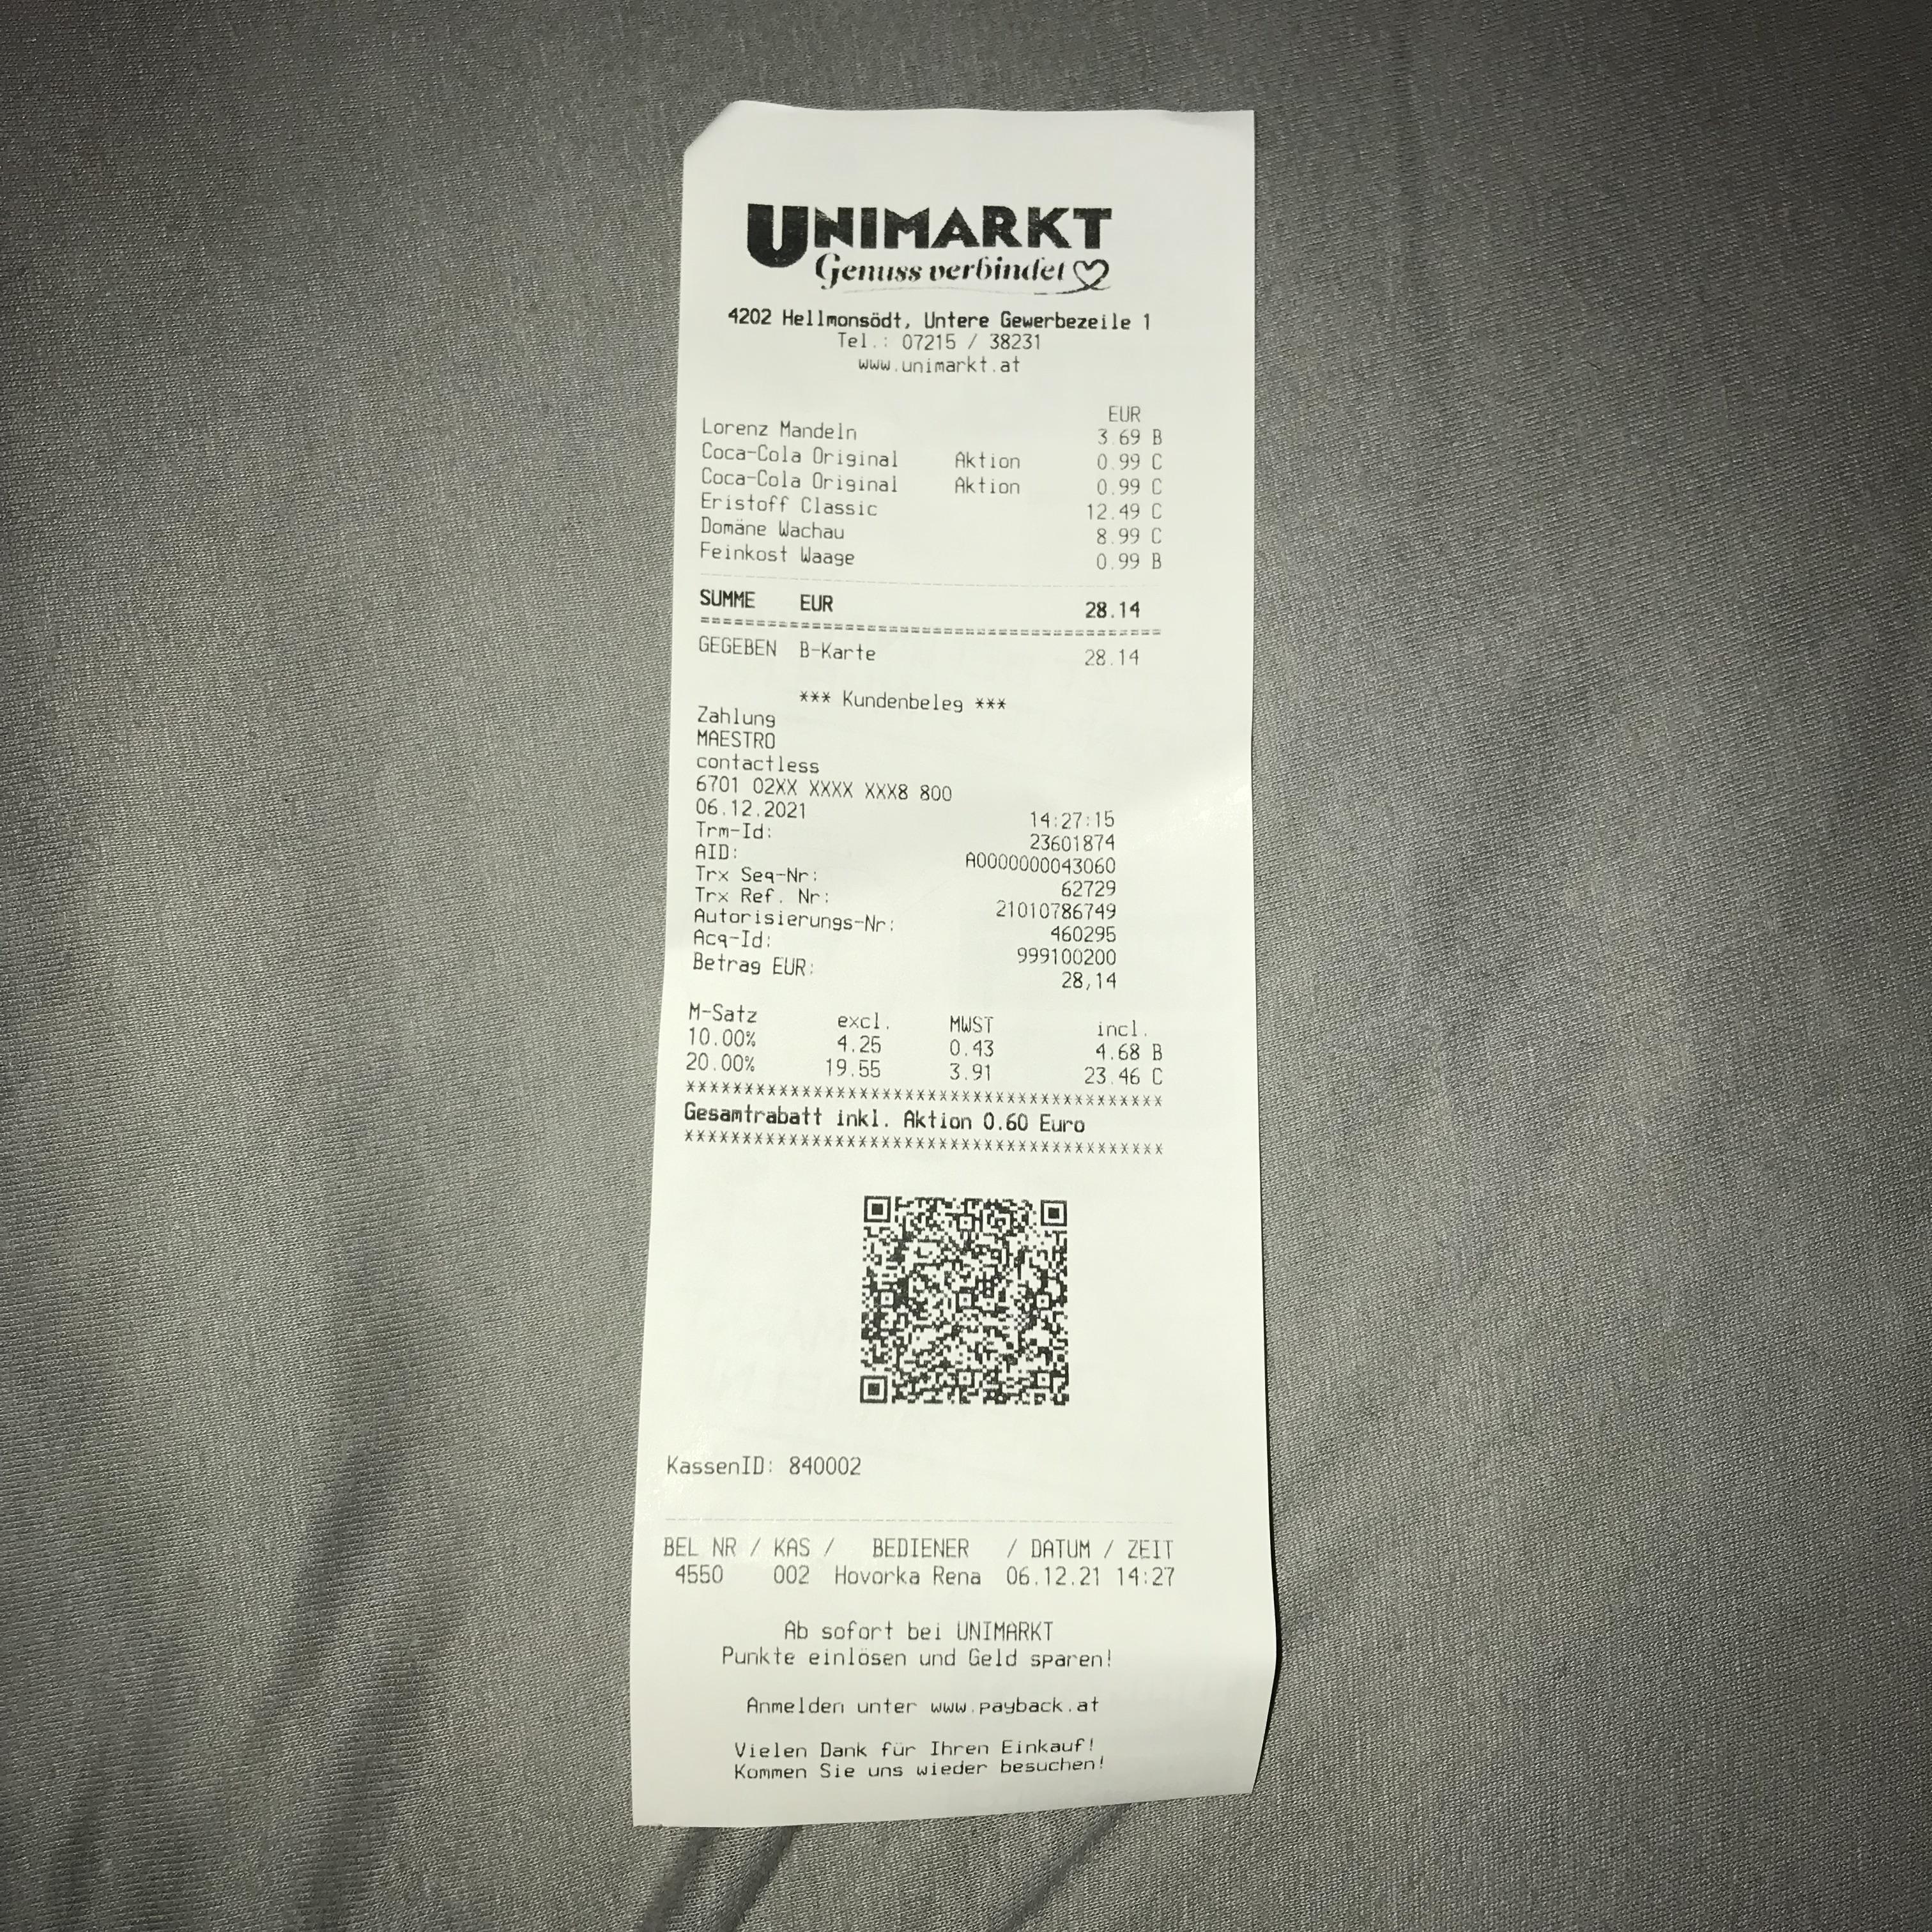 UNIMARKT
Genuss verbindet
4202 Hellmonsödt, Untere Gewerbezeile 1
Tel.: 07215 / 38231
www.unimarkt.at
EUR
Lorenz Mandeln 3.69 B
Coca-Cola Original Aktion 0.99 C
Coca-Cola Original Aktion 0.99 C
Eristoff Classic 12.49 C
Domäne Wachau 8.99 C
Feinkost Waage 0.99 B
SUMME EUR 28.14
========================================
GEGEBEN B-Karte 28.14
*** Kundenbeleg ***
Zahlung
MAESTRO
contactless
6701 02XX XXXX XXX8 800
06.12.2021 14:27:15
Trm-Id: 23601874
AID: A0000000043060
Trx Seq-Nr: 62729
Trx Ref. Nr: 21010786749
Autorisierungs-Nr: 460295
Acq-Id: 999100200
Betrag EUR: 28,14
M-Satz excl. MWST incl.
10.00% 4.25 0.43 4.68 B
20.00% 19.55 3.91 23.46 C
******************************************
Gesamtrabatt inkl. Aktion 0.60 Euro
******************************************
KassenID: 840002
BEL NR / KAS / BEDIENER / DATUM / ZEIT
4550 002 Hovorka Rena 06.12.21 14:27
Ab sofort bei UNIMARKT
Punkte einlösen und Geld sparen!
Anmelden unter www.payback.at
Vielen Dank für Ihren Einkauf!
Kommen Sie uns wieder besuchen!